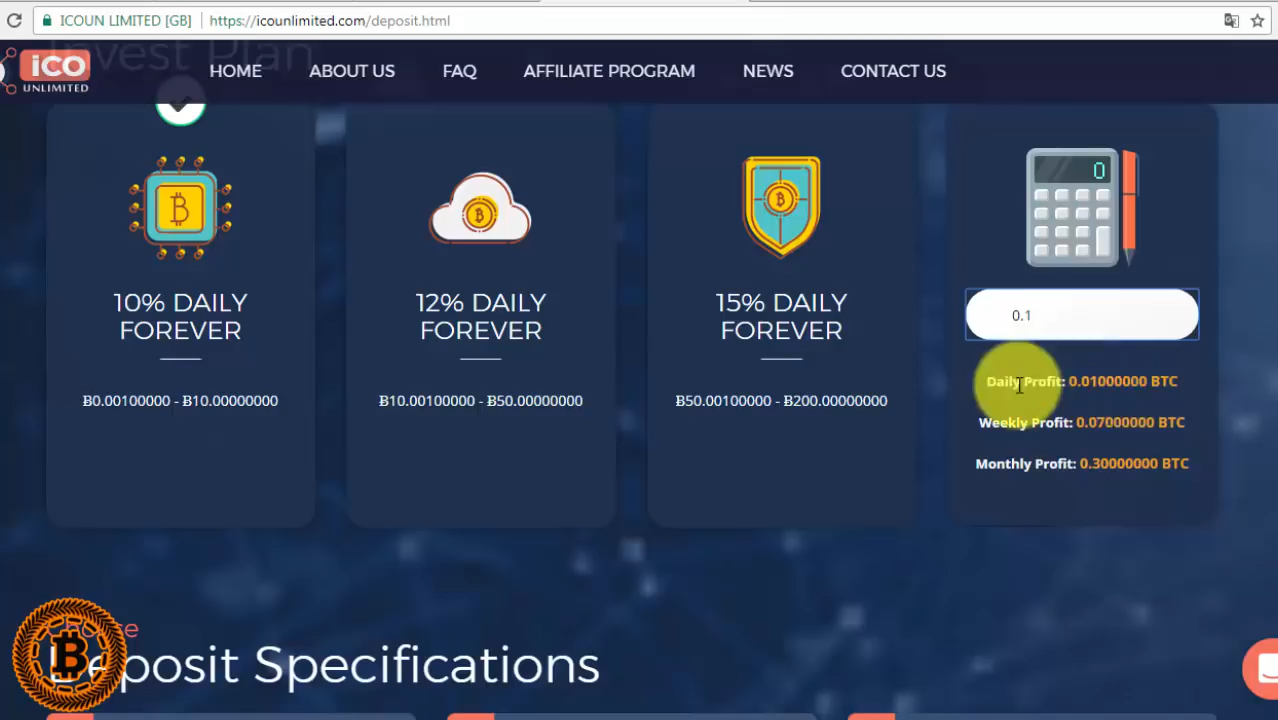 ICOUN LIMITED [GB]
https://icounlimited.com/deposit.html
Invest Plan
iCO
UNLIMITED
HOME
ABOUT US
FAQ
AFFILIATE PROGRAM
NEWS
CONTACT US
10% DAILY
FOREVER
Ƀ0.00100000 - Ƀ10.00000000
12% DAILY
FOREVER
Ƀ10.00100000 - Ƀ50.00000000
15% DAILY
FOREVER
Ƀ50.00100000 - Ƀ200.00000000
0
0.1
Daily Profit: 0.01000000 BTC
Weekly Profit: 0.07000000 BTC
Monthly Profit: 0.30000000 BTC
Deposit Specifications